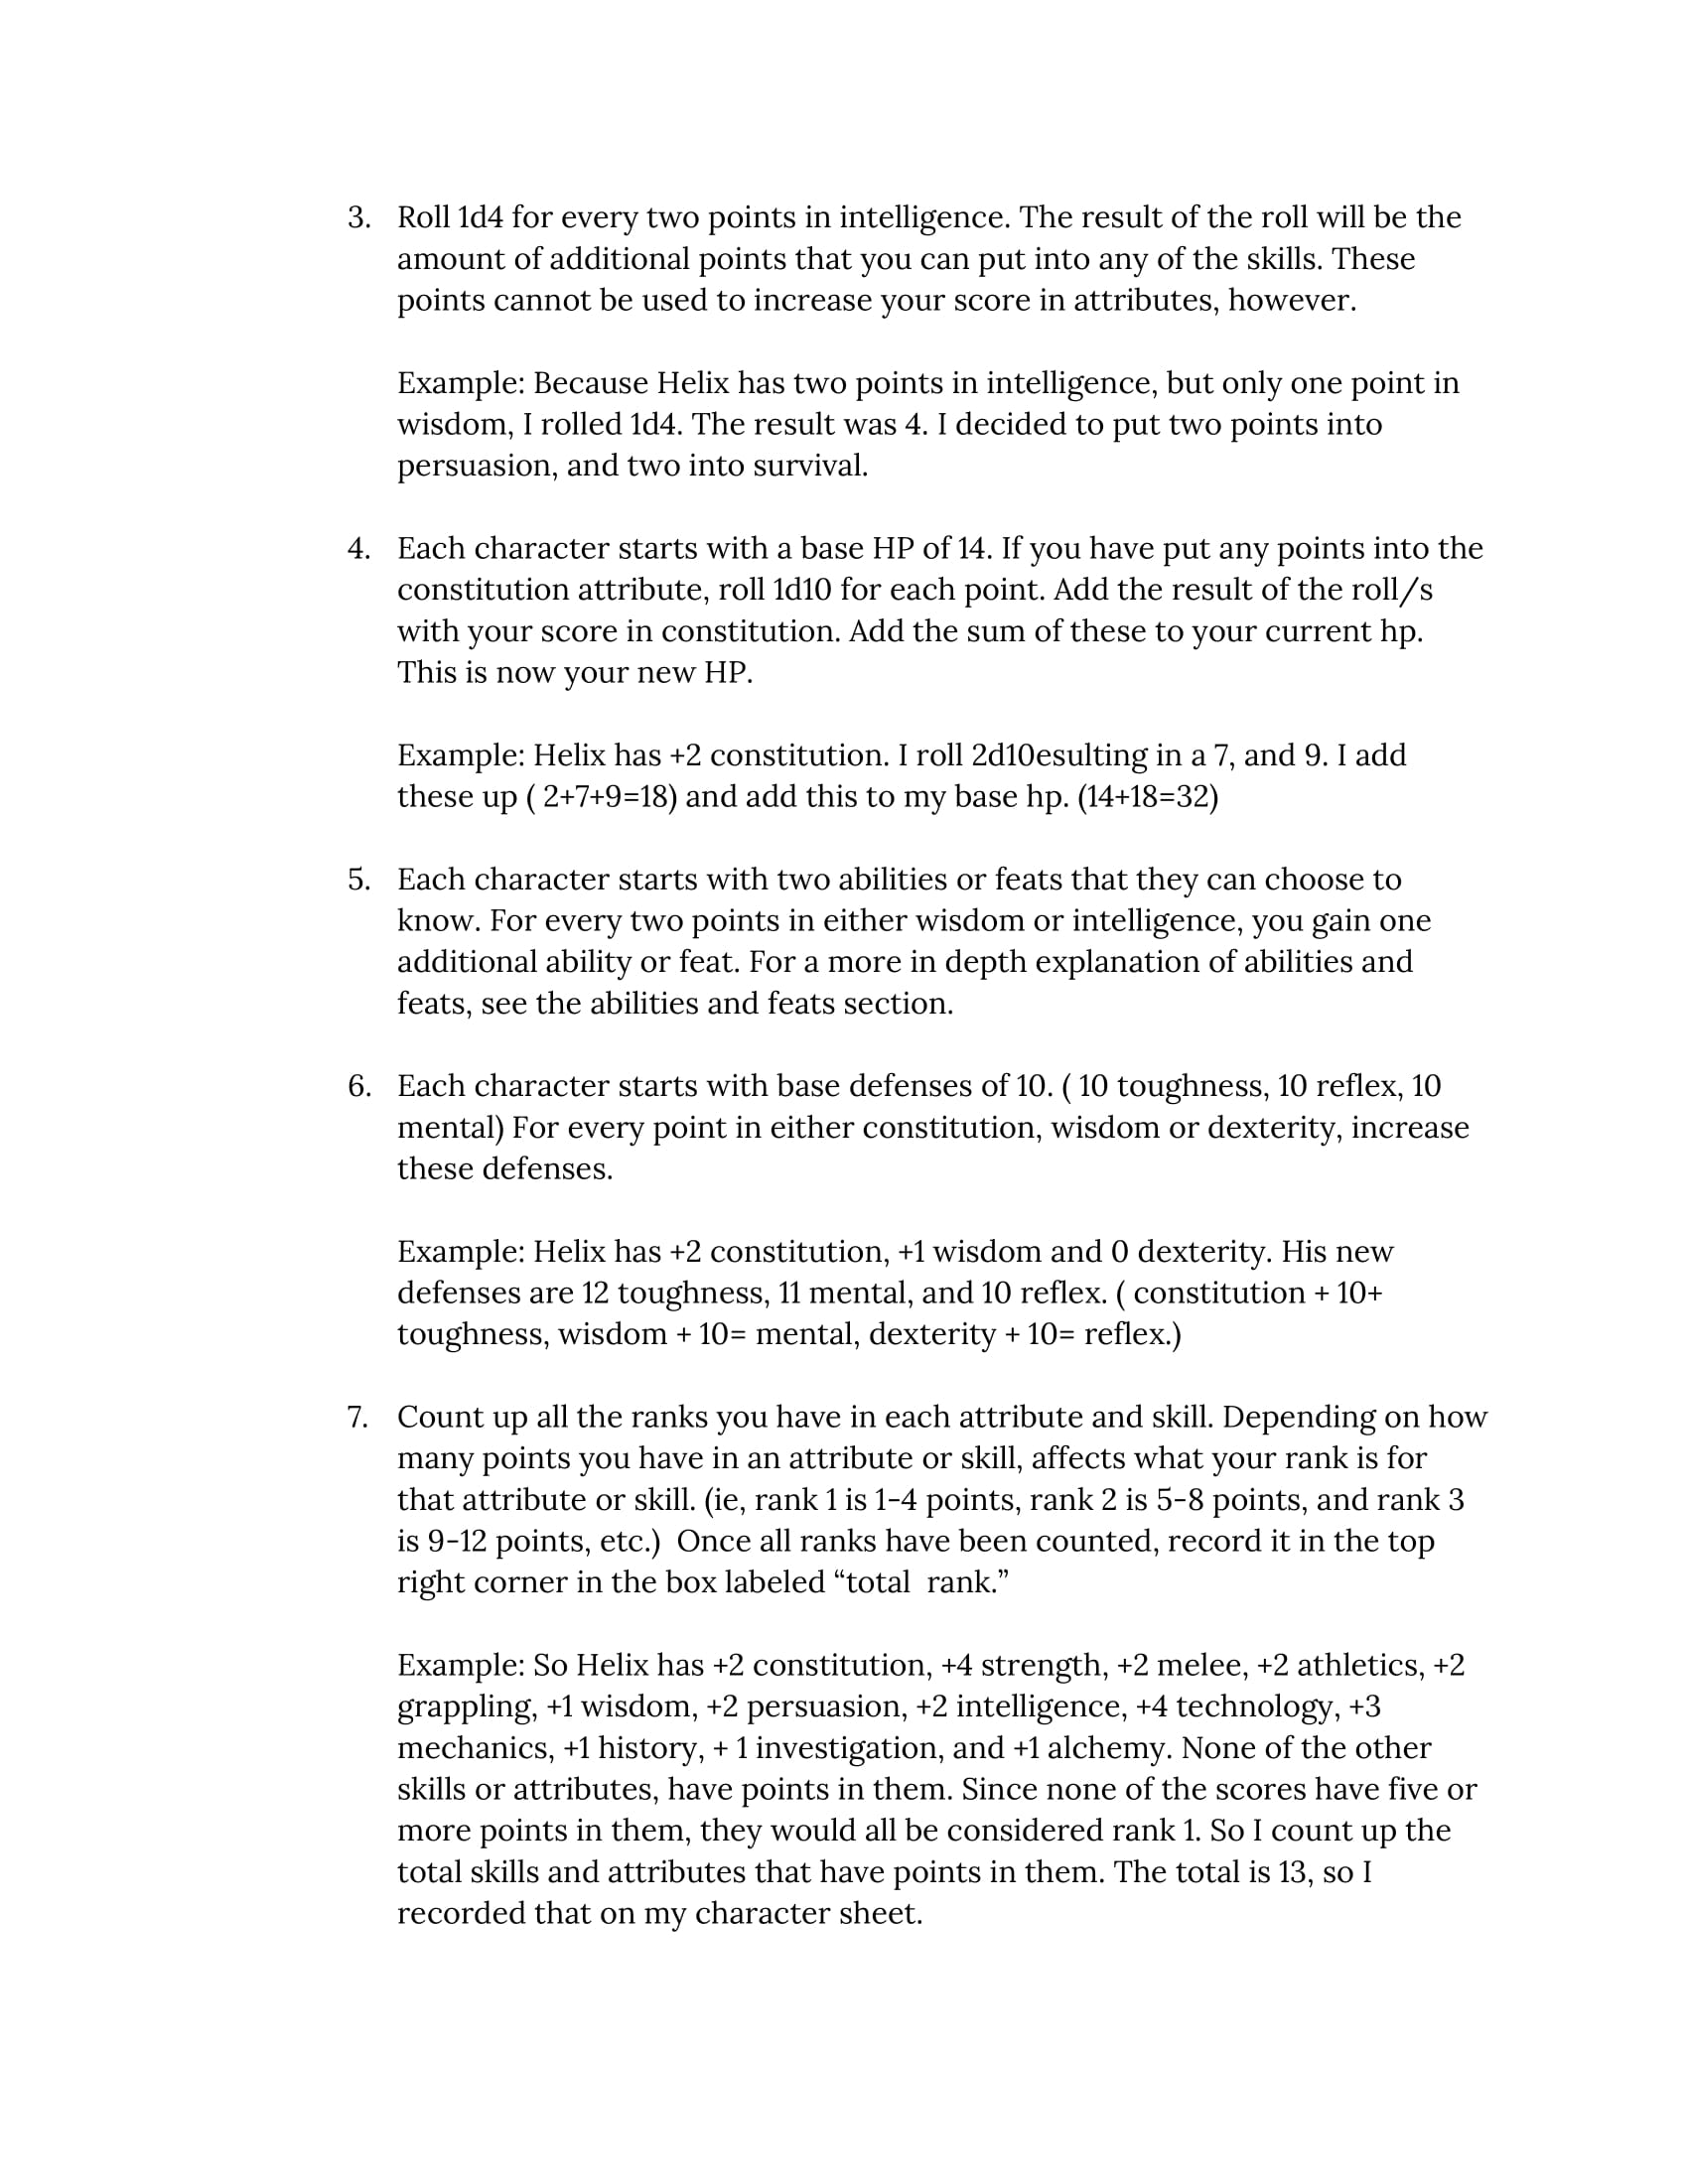 3. Roll 1d4 for every two points in intelligence. The result of the roll will be the
amount of additional points that you can put into any of the skills. These
points cannot be used to increase your score in attributes, however.
Example: Because Helix has two points in intelligence, but only one point in
wisdom, I rolled 1d4. The result was 4. I decided to put two points into
persuasion, and two into survival.
4. Each character starts with a base HP of 14. If you have put any points into the
constitution attribute, roll 1d10 for each point. Add the result of the roll/s
with your score in constitution. Add the sum of these to your current hp.
This is now your new HP.
Example: Helix has +2 constitution. I roll 2d10esulting in a 7, and 9. I add
these up ( 2+7+9=18) and add this to my base hp. (14+18=32)
5. Each character starts with two abilities or feats that they can choose to
know. For every two points in either wisdom or intelligence, you gain one
additional ability or feat. For a more in depth explanation of abilities and
feats, see the abilities and feats section.
6. Each character starts with base defenses of 10. ( 10 toughness, 10 reflex, 10
mental) For every point in either constitution, wisdom or dexterity, increase
these defenses.
Example: Helix has +2 constitution, +1 wisdom and 0 dexterity. His new
defenses are 12 toughness, 11 mental, and 10 reflex. ( constitution + 10+
toughness, wisdom + 10= mental, dexterity + 10= reflex.)
7. Count up all the ranks you have in each attribute and skill. Depending on how
many points you have in an attribute or skill, affects what your rank is for
that attribute or skill. (ie, rank 1 is 1-4 points, rank 2 is 5-8 points, and rank 3
is 9-12 points, etc.)  Once all ranks have been counted, record it in the top
right corner in the box labeled “total  rank.”
Example: So Helix has +2 constitution, +4 strength, +2 melee, +2 athletics, +2
grappling, +1 wisdom, +2 persuasion, +2 intelligence, +4 technology, +3
mechanics, +1 history, + 1 investigation, and +1 alchemy. None of the other
skills or attributes, have points in them. Since none of the scores have five or
more points in them, they would all be considered rank 1. So I count up the
total skills and attributes that have points in them. The total is 13, so I
recorded that on my character sheet.